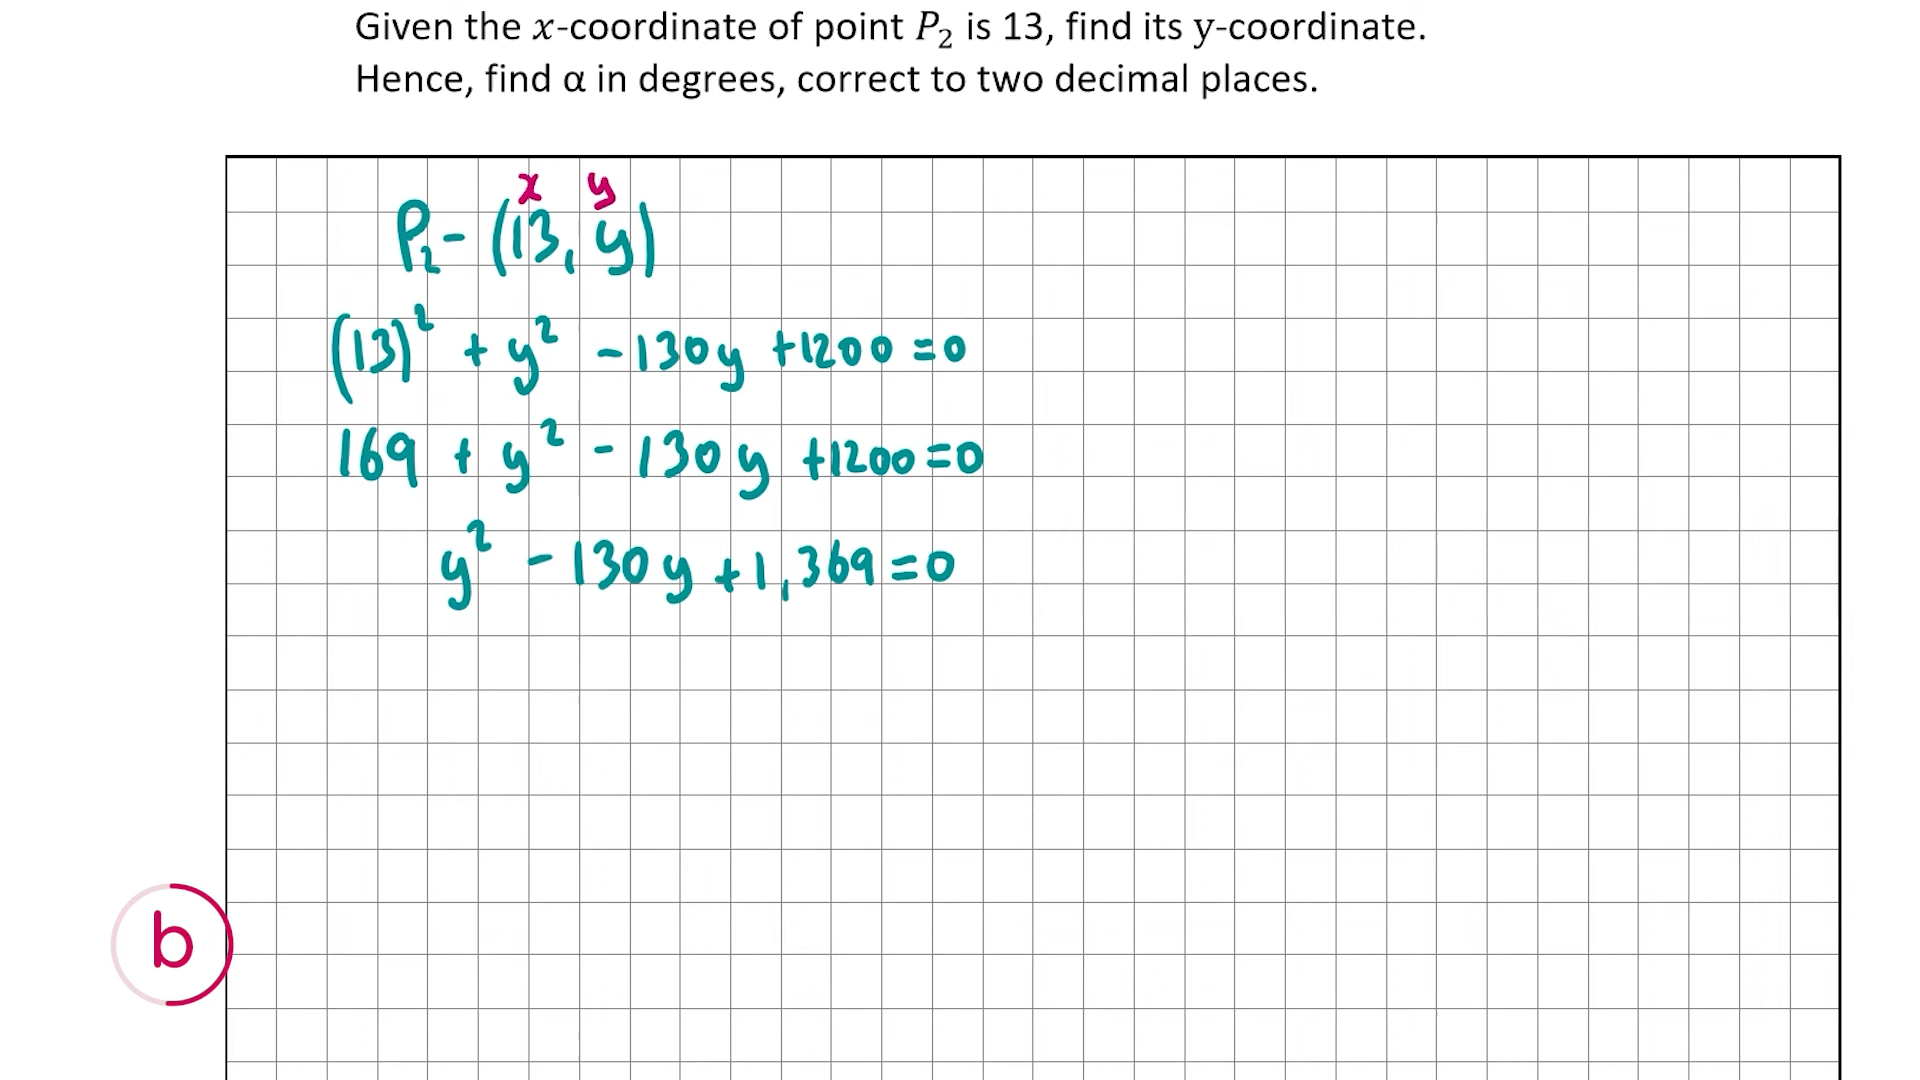 Given the x-coordinate of point P₂ is 13, find its y-coordinate.
Hence, find α in degrees, correct to two decimal places.
x y
P₂ - (13, y)
(13)² + y² - 130y + 1200 = 0
169 + y² - 130y + 1200 = 0
y² - 130y + 1,369 = 0
b